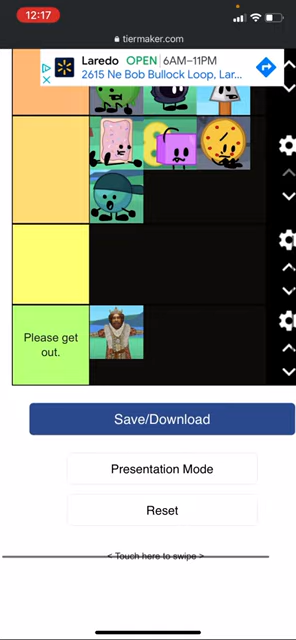 12:17
tiermaker.com
Laredo OPEN 6AM–11PM
2615 Ne Bob Bullock Loop, Lar...
Please get
out.
Save/Download
Presentation Mode
Reset
< Touch here to swipe >